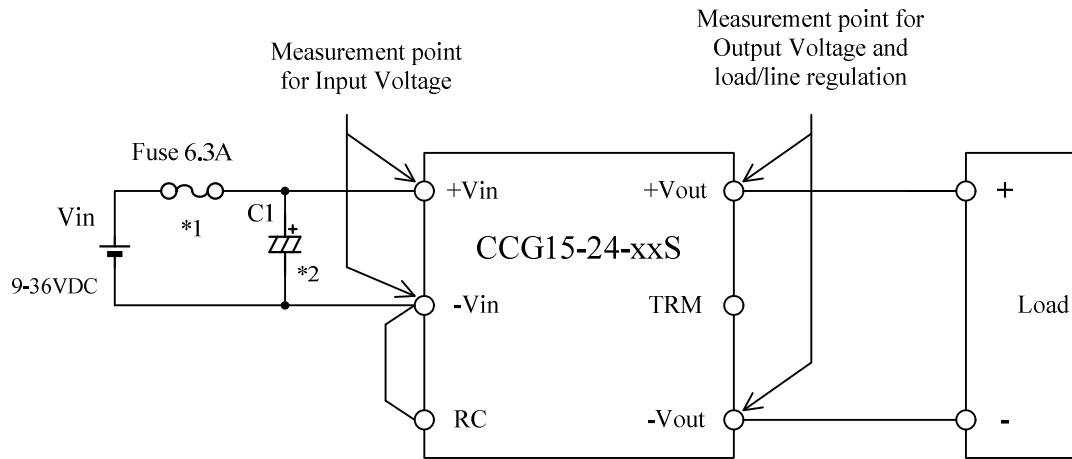 Measurement point for
Output Voltage and
load/line regulation
Measurement point
for Input Voltage
Fuse 6.3A
*1
Vin
9-36VDC
C1
+
*2
+Vin
-Vin
RC
CCG15-24-xxS
+Vout
TRM
-Vout
+
Load
-